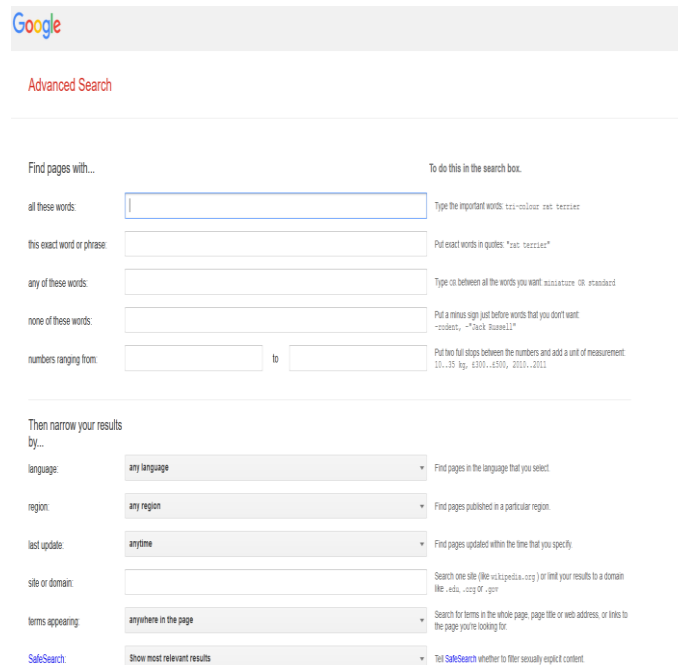 Google
Advanced Search
Find pages with...
To do this in the search box.
all these words:
Type the important words: tri-colour rat terrier
this exact word or phrase:
Put exact words in quotes: "rat terrier"
any of these words:
Type OR between all the words you want: miniature OR standard
none of these words:
Put a minus sign just before words that you don't want:
-rodent, -"Jack Russell"
numbers ranging from:
to
Put two full stops between the numbers and add a unit of measurement:
10..35 kg, £300..£500, 2010..2011
Then narrow your results
by...
language:
any language
Find pages in the language that you select.
region:
any region
Find pages published in a particular region.
last update:
anytime
Find pages updated within the time that you specify.
site or domain:
Search one site (like wikipedia.org ) or limit your results to a domain
like .edu, .org or .gov
terms appearing:
anywhere in the page
Search for terms in the whole page, page title or web address, or links to
the page you're looking for.
SafeSearch:
Show most relevant results
Tell SafeSearch whether to filter sexually explicit content.